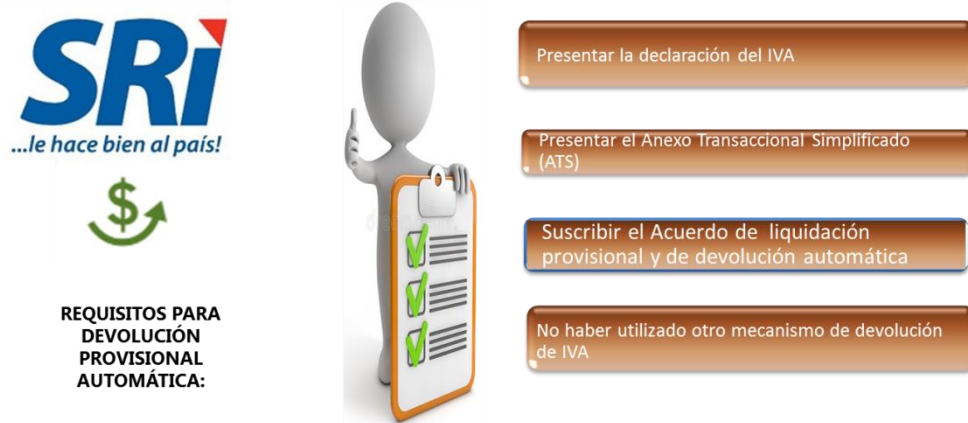 SRi
...le hace bien al país!
$
REQUISITOS PARA
DEVOLUCIÓN
PROVISIONAL
AUTOMÁTICA:
Presentar la declaración del IVA
Presentar el Anexo Transaccional Simplificado
(ATS)
Suscribir el Acuerdo de liquidación
provisional y de devolución automática
No haber utilizado otro mecanismo de devolución
de IVA